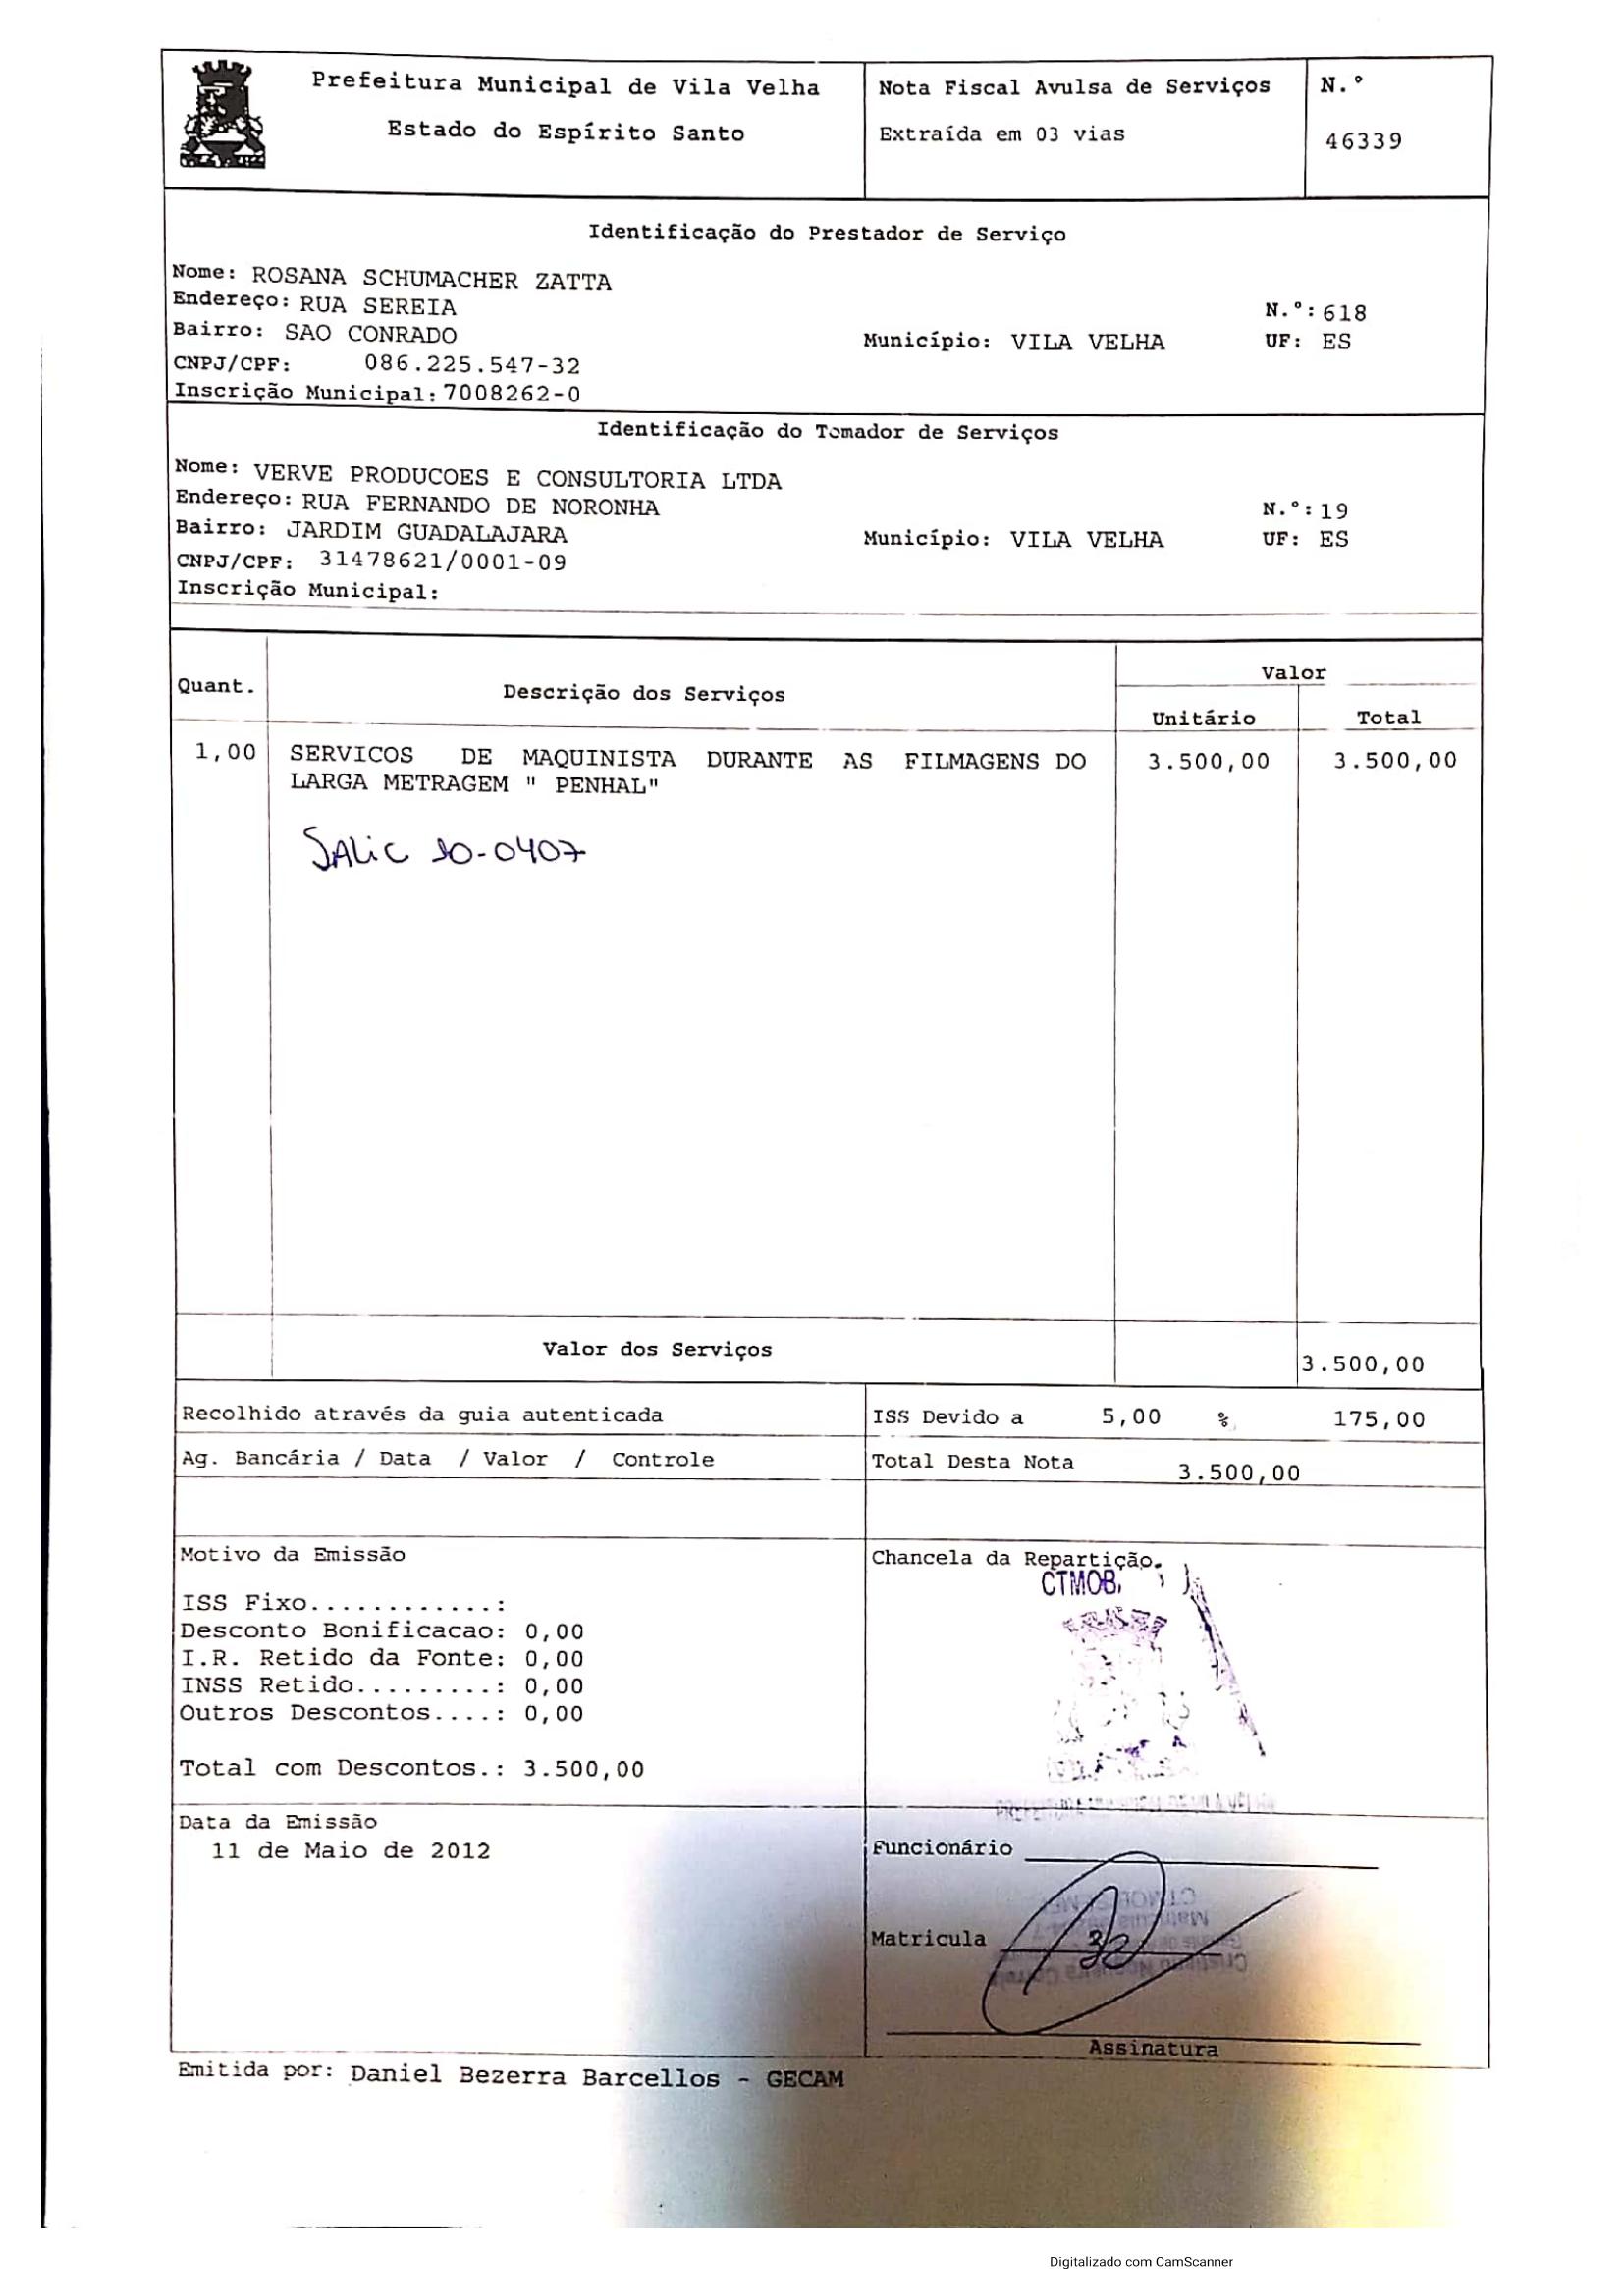 Prefeitura Municipal de Vila Velha
Estado do Espírito Santo
Nota Fiscal Avulsa de Serviços
Extraída em 03 vias
N.º
46339
Identificação do Prestador de Serviço
Nome: ROSANA SCHUMACHER ZATTA
Endereço: RUA SEREIA N.º: 618
Bairro: SAO CONRADO Município: VILA VELHA UF: ES
CNPJ/CPF: 086.225.547-32
Inscrição Municipal: 7008262-0
Identificação do Tomador de Serviços
Nome: VERVE PRODUCOES E CONSULTORIA LTDA
Endereço: RUA FERNANDO DE NORONHA N.º: 19
Bairro: JARDIM GUADALAJARA Município: VILA VELHA UF: ES
CNPJ/CPF: 31478621/0001-09
Inscrição Municipal:
Valor
Quant. Descrição dos Serviços
Unitário Total
1,00 SERVICOS DE MAQUINISTA DURANTE AS FILMAGENS DO 3.500,00 3.500,00
LARGA METRAGEM " PENHAL"
SALIC 10-0407
Valor dos Serviços 3.500,00
Recolhido através da guia autenticada
ISS Devido a 5,00 % 175,00
Ag. Bancária / Data / Valor / Controle
Total Desta Nota 3.500,00
Motivo da Emissão
ISS Fixo............:
Desconto Bonificacao: 0,00
I.R. Retido da Fonte: 0,00
INSS Retido.........: 0,00
Outros Descontos....: 0,00
Total com Descontos.: 3.500,00
Chancela da Repartição.
CTMOB
Data da Emissão
11 de Maio de 2012
Funcionário
Matricula
Assinatura
Emitida por: Daniel Bezerra Barcellos - GECAM
Digitalizado com CamScanner